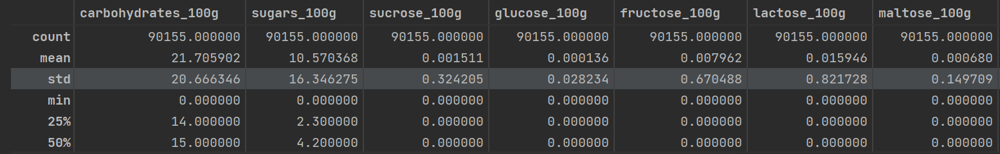 carbohydrates_100g sugars_100g sucrose_100g glucose_100g fructose_100g lactose_100g maltose_100g
count 90155.000000 90155.000000 90155.000000 90155.000000 90155.000000 90155.000000 90155.000000
mean 21.705902 10.570368 0.001511 0.000136 0.007962 0.015946 0.000680
std 20.666346 16.346275 0.324205 0.028234 0.670488 0.821728 0.149709
min 0.000000 0.000000 0.000000 0.000000 0.000000 0.000000 0.000000
25% 14.000000 2.300000 0.000000 0.000000 0.000000 0.000000 0.000000
50% 15.000000 4.200000 0.000000 0.000000 0.000000 0.000000 0.000000